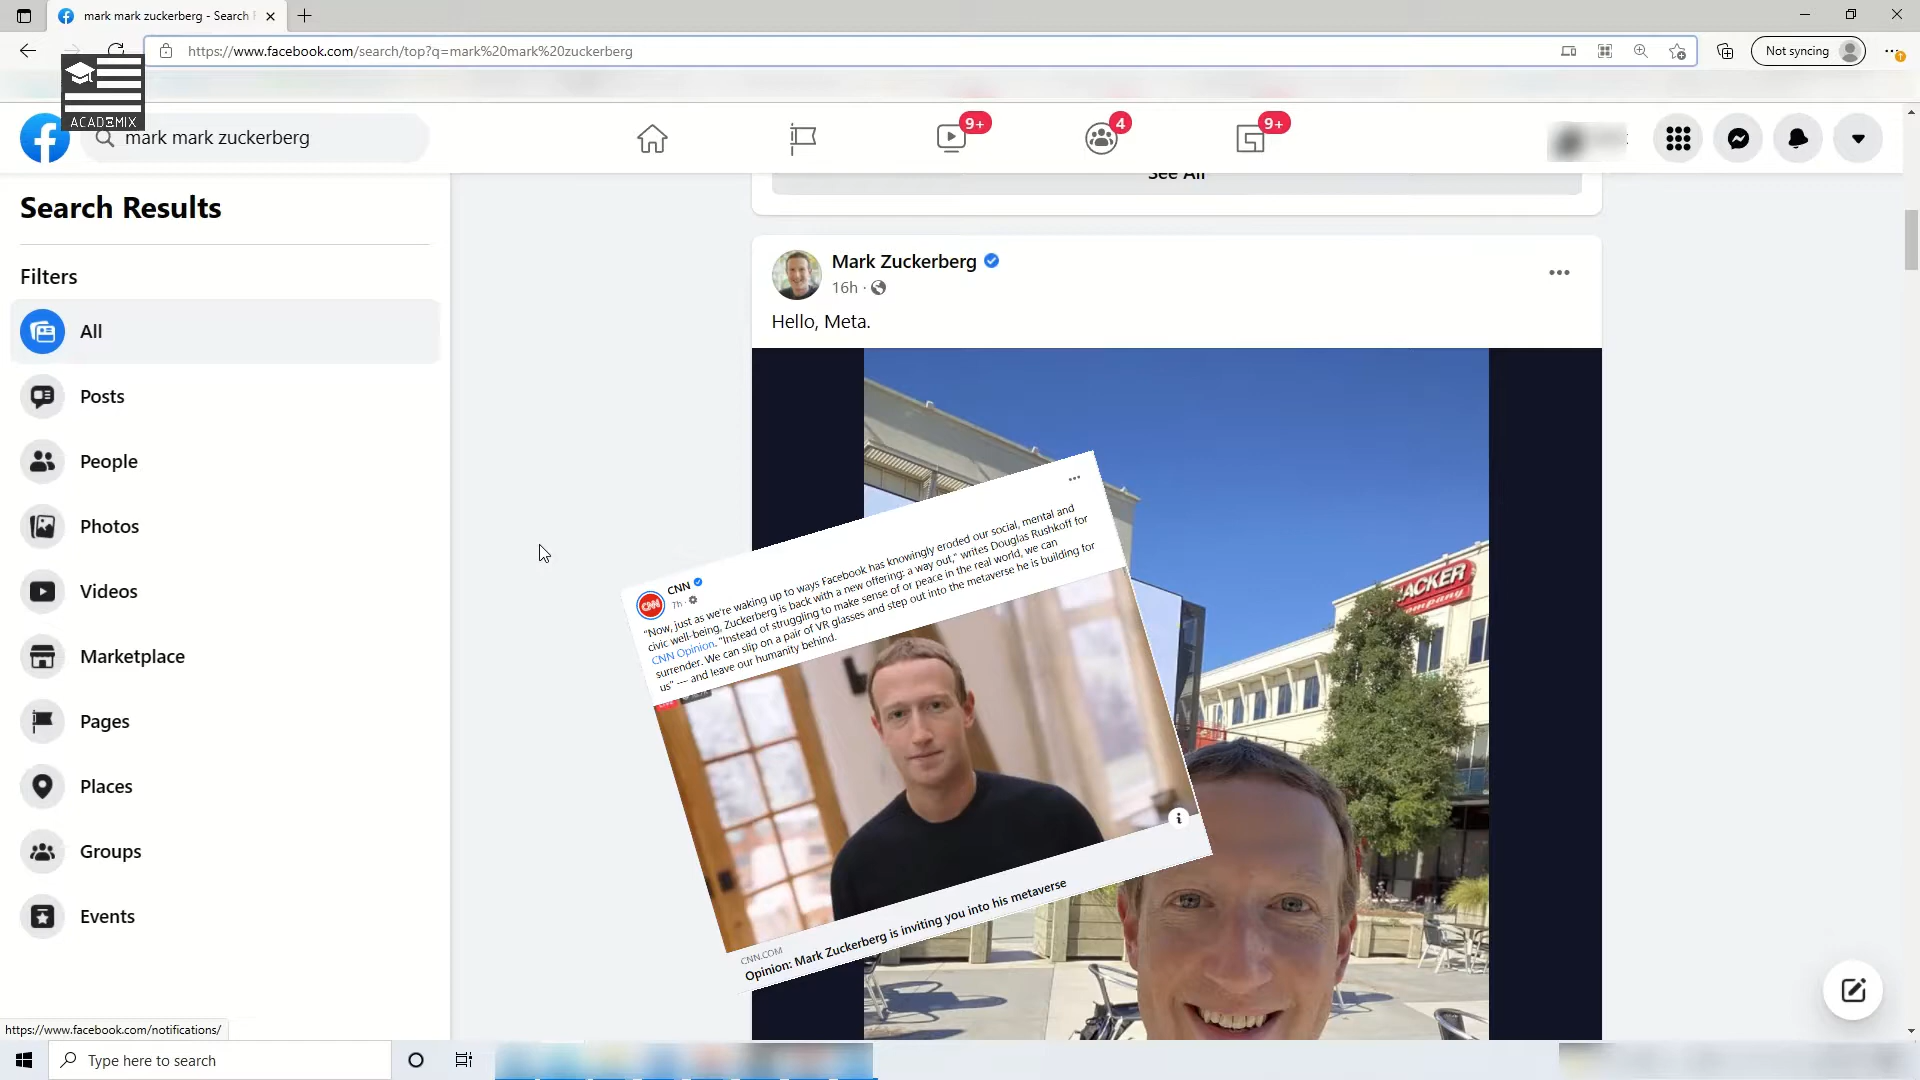 mark mark zuckerberg - Search
https://www.facebook.com/search/top?q=mark%20mark%20zuckerberg
Not syncing
ACADΞMIX
mark mark zuckerberg
9+
4
9+
Search Results
Filters
All
Posts
People
Photos
Videos
Marketplace
Pages
Places
Groups
Events
See All
Mark Zuckerberg
16h ·
Hello, Meta.
HACKER
Company
CNN
CNN
7h ·
"Now, just as we're waking up to ways Facebook has knowingly eroded our social, mental and
civic well-being, Zuckerberg is back with a new offering: a way out," writes Douglas Rushkoff for
CNN Opinion. "Instead of struggling to make sense of or peace in the real world, we can
surrender. We can slip on a pair of VR glasses and step out into the metaverse he is building for
us" — and leave our humanity behind.
CNN.COM
Opinion: Mark Zuckerberg is inviting you into his metaverse
https://www.facebook.com/notifications/
Type here to search